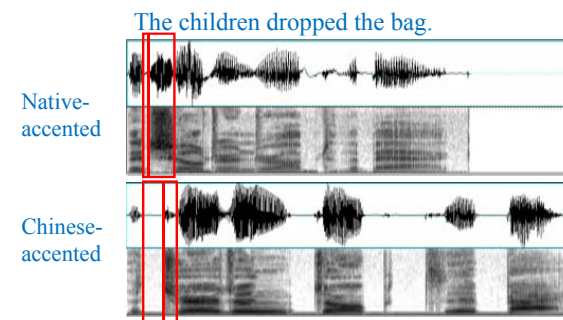 The children dropped the bag.
Native-
accented
Chinese-
accented